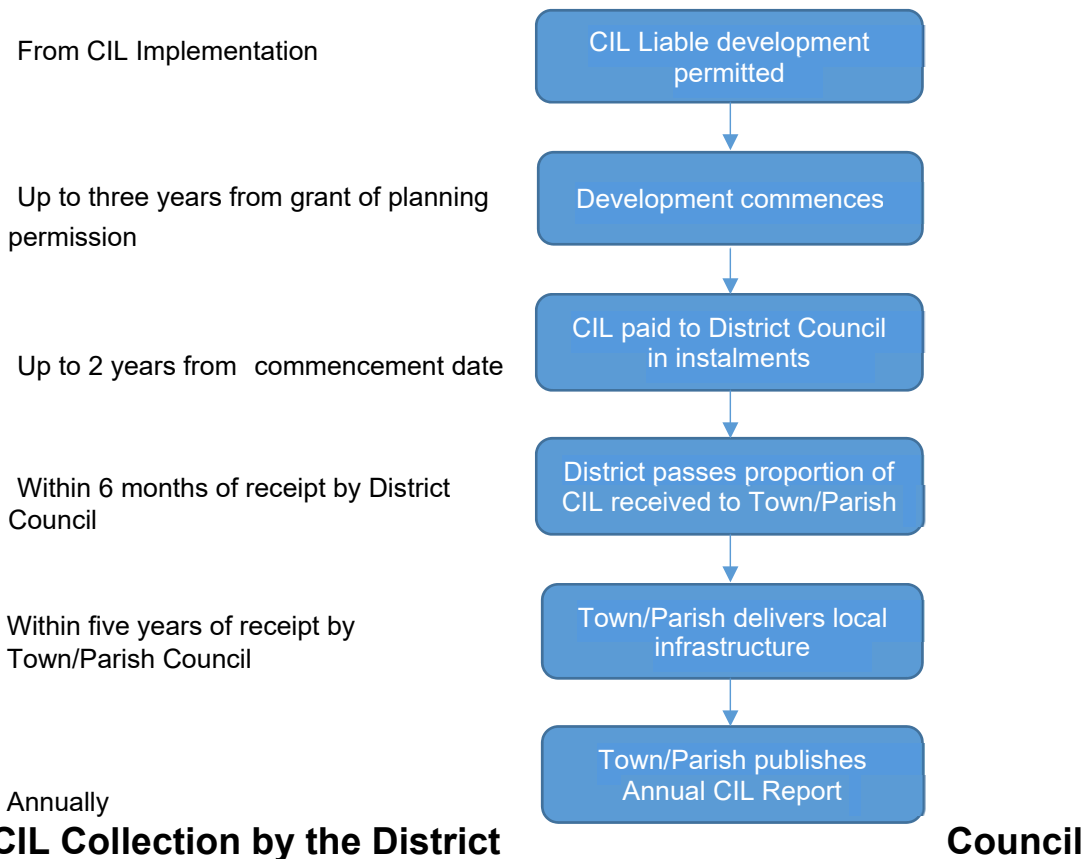 From CIL Implementation
CIL Liable development
permitted
Up to three years from grant of planning
permission
Development commences
Up to 2 years from commencement date
CIL paid to District Council
in instalments
Within 6 months of receipt by District
Council
District passes proportion of
CIL received to Town/Parish
Within five years of receipt by
Town/Parish Council
Town/Parish delivers local
infrastructure
Annually
Town/Parish publishes
Annual CIL Report
CIL Collection by the District Council